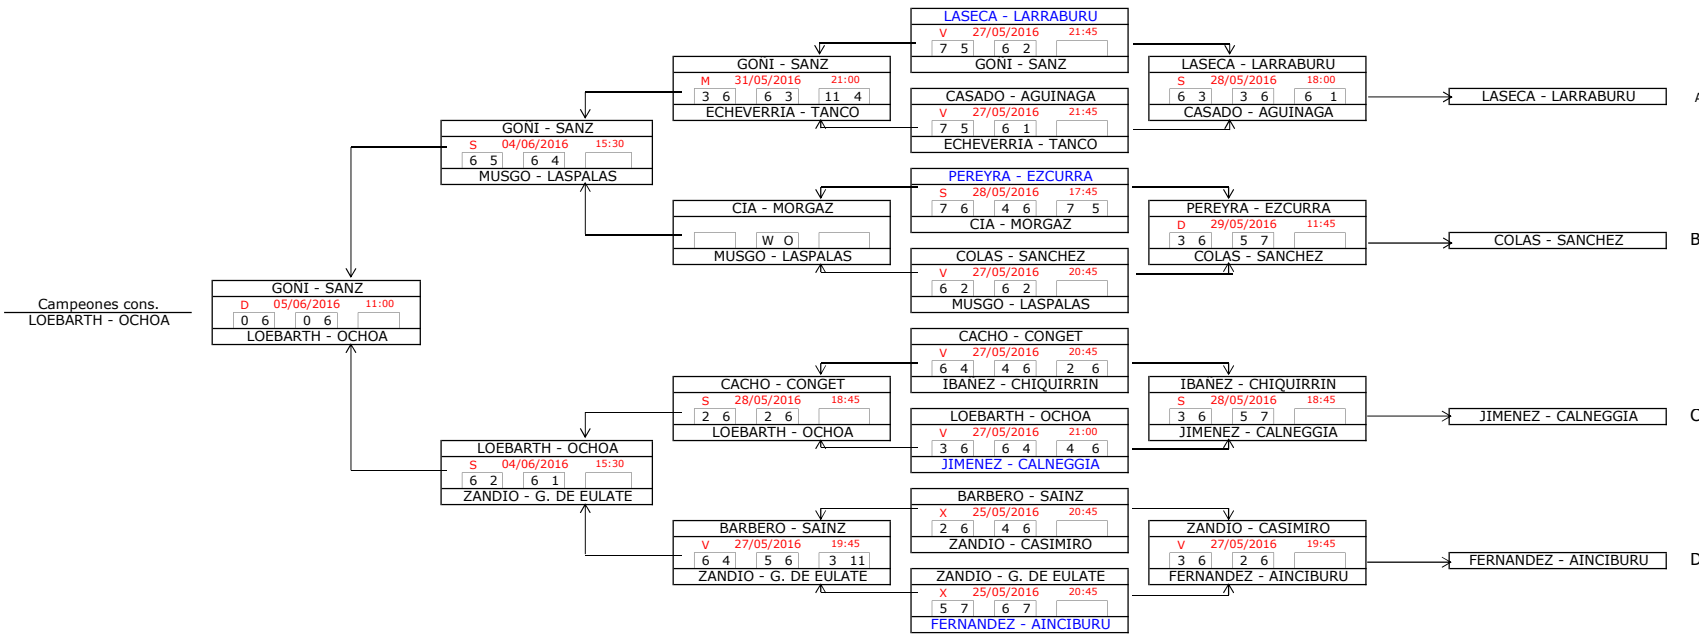 Campeones cons.
LOEBARTH - OCHOA
GOÑI - SANZ
D 05/06/2016 11:00
0 6 0 6
LOEBARTH - OCHOA
GOÑI - SANZ
S 04/06/2016 15:30
6 5 6 4
MUSGO - LASPALAS
LOEBARTH - OCHOA
S 04/06/2016 15:30
6 2 6 1
ZANDIO - G. DE EULATE
GOÑI - SANZ
M 31/05/2016 21:00
3 6 6 3 11 4
ECHEVERRIA - TANCO
CIA - MORGAZ
W O
MUSGO - LASPALAS
CACHO - CONGET
S 28/05/2016 18:45
2 6 2 6
LOEBARTH - OCHOA
BARBERO - SAINZ
V 27/05/2016 19:45
6 4 5 6 3 11
ZANDIO - G. DE EULATE
LASECA - LARRABURU
V 27/05/2016 21:45
7 5 6 2
GOÑI - SANZ
CASADO - AGUINAGA
V 27/05/2016 21:45
7 5 6 1
ECHEVERRIA - TANCO
PEREYRA - EZCURRA
S 28/05/2016 17:45
7 6 4 6 7 5
CIA - MORGAZ
COLAS - SANCHEZ
V 27/05/2016 20:45
6 2 6 2
MUSGO - LASPALAS
CACHO - CONGET
V 27/05/2016 20:45
6 4 4 6 2 6
IBAÑEZ - CHIQUIRRIN
LOEBARTH - OCHOA
V 27/05/2016 21:00
3 6 6 4 4 6
JIMENEZ - CALNEGGIA
BARBERO - SAINZ
X 25/05/2016 20:45
2 6 4 6
ZANDIO - CASIMIRO
ZANDIO - G. DE EULATE
X 25/05/2016 20:45
5 7 6 7
FERNANDEZ - AINCIBURU
LASECA - LARRABURU
S 28/05/2016 18:00
6 3 3 6 6 1
CASADO - AGUINAGA
PEREYRA - EZCURRA
D 29/05/2016 11:45
3 6 5 7
COLAS - SANCHEZ
IBAÑEZ - CHIQUIRRIN
S 28/05/2016 18:45
3 6 5 7
JIMENEZ - CALNEGGIA
ZANDIO - CASIMIRO
V 27/05/2016 19:45
3 6 2 6
FERNANDEZ - AINCIBURU
LASECA - LARRABURU A
COLAS - SANCHEZ B
JIMENEZ - CALNEGGIA C
FERNANDEZ - AINCIBURU D